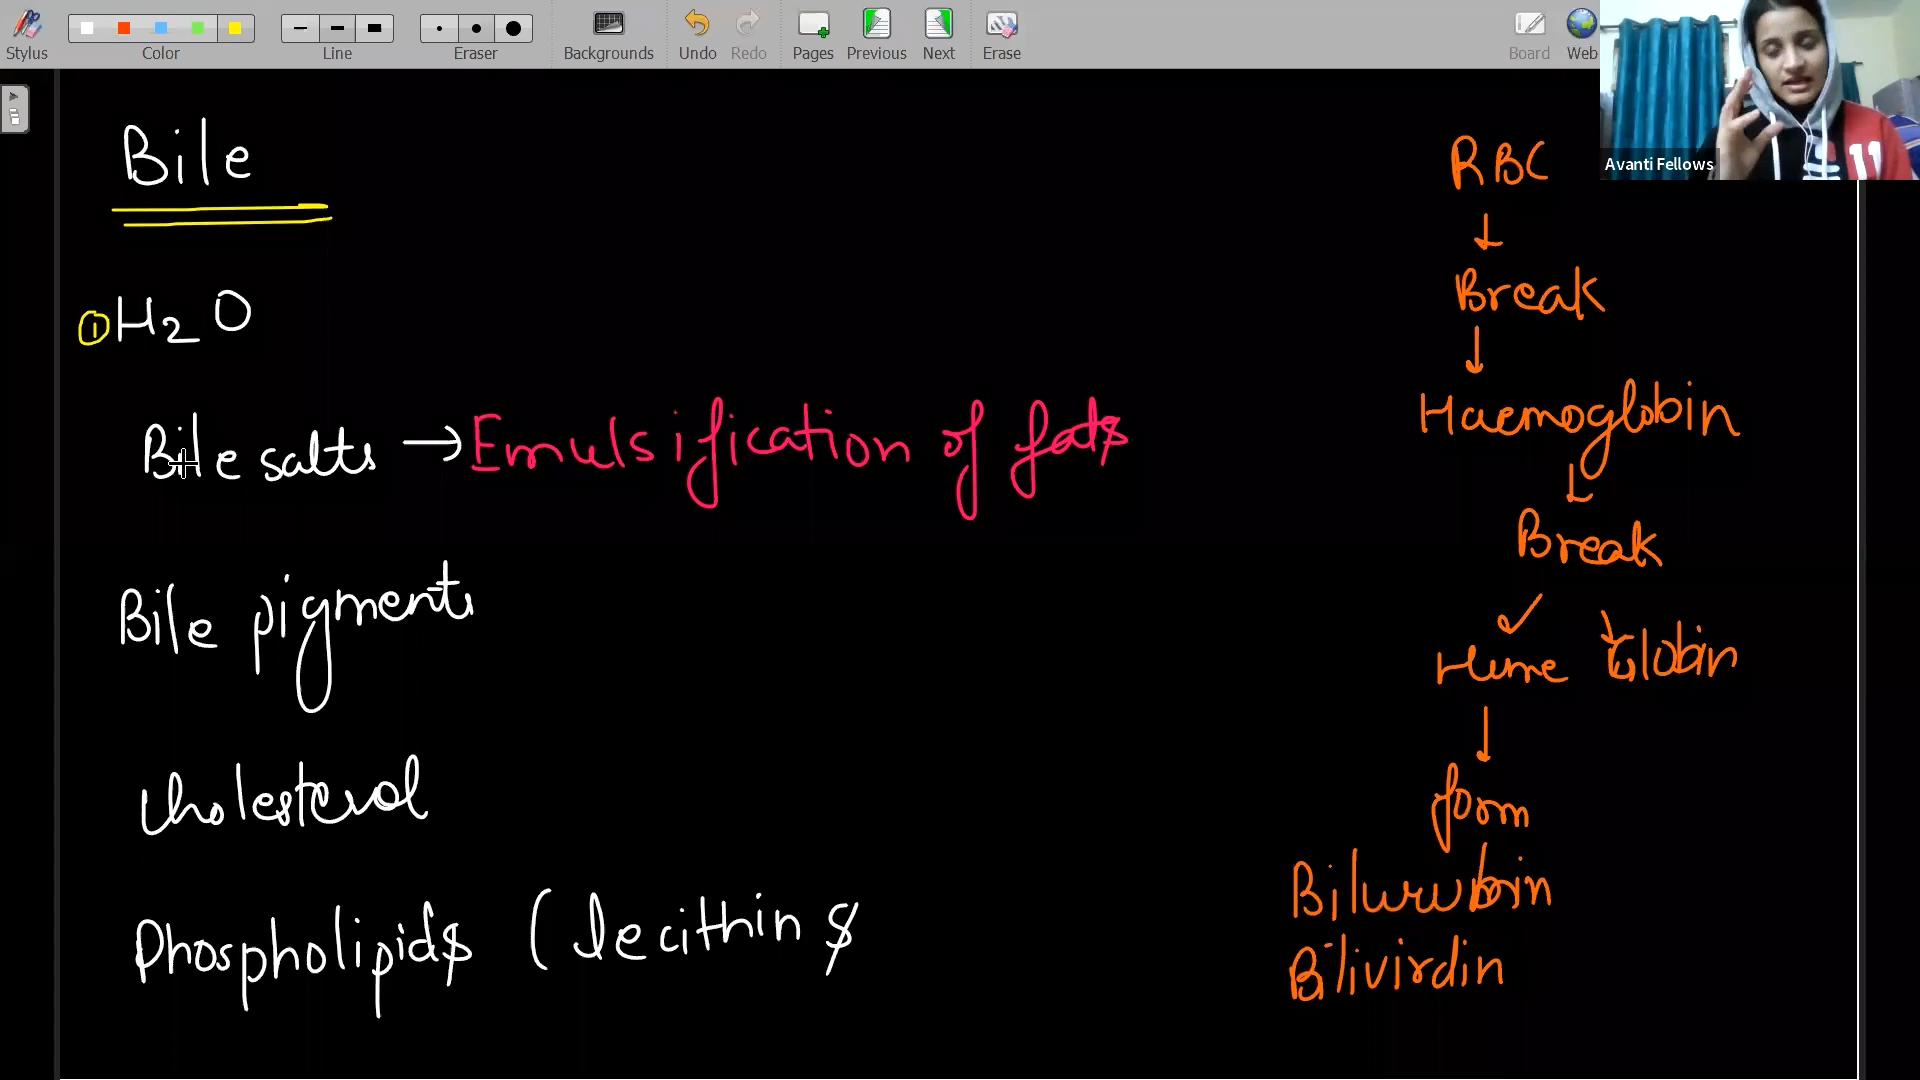 Stylus
Color
Line
Eraser
Backgrounds
Undo
Redo
Pages
Previous
Next
Erase
Board
Web
Avanti Fellows
11
Bile
① H2O
Bile salts → Emulsification of fats
Bile pigments
Cholesterol
Phospholipids (lecithins
RBC
↓
Break
↓
Haemoglobin
↓
Break
↙ ↘
Heme Globin
↓
form
Bilurubin
Bilivirdin